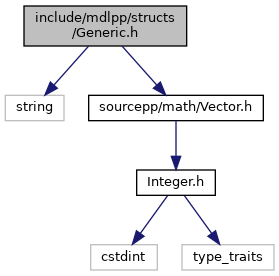 include/mdlpp/structs
/Generic.h
string
sourcepp/math/Vector.h
Integer.h
cstdint
type_traits